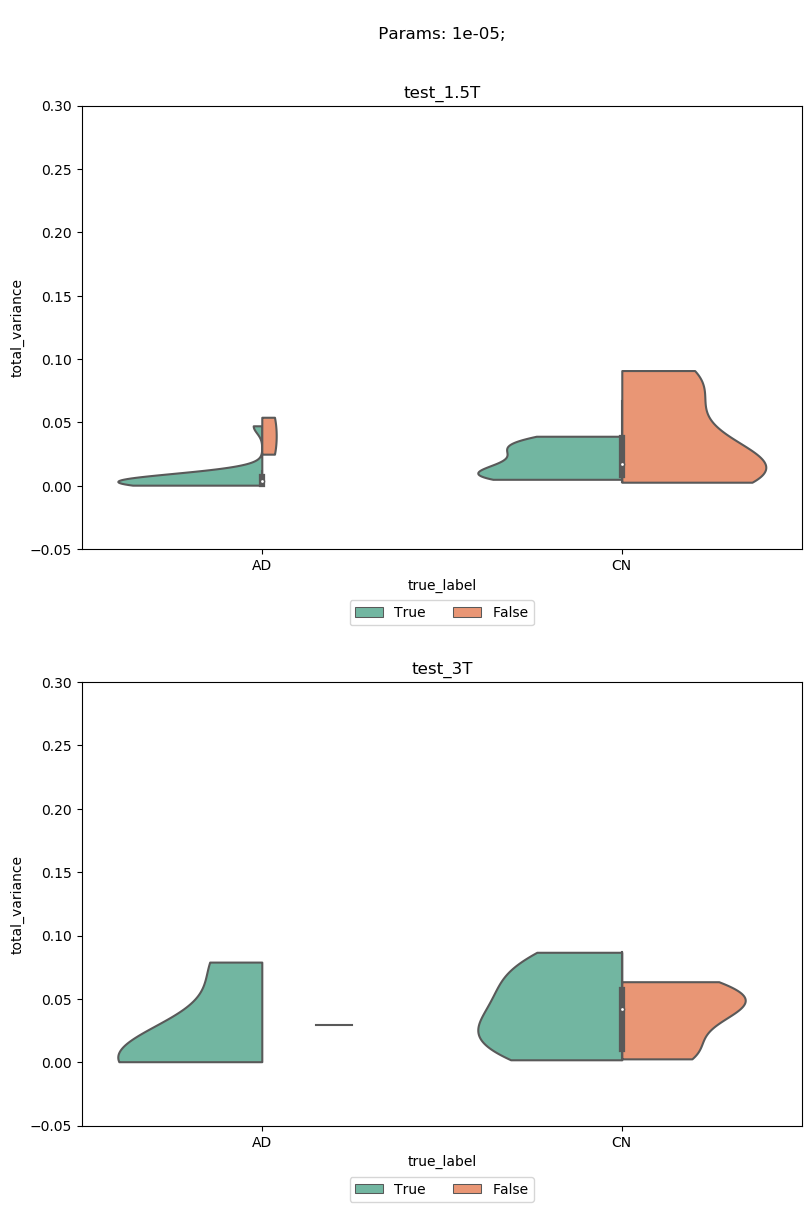 Params: 1e-05;
test_1.5T
0.30
0.25
0.20
0.15
0.10
0.05
0.00
−0.05
total_variance
AD CN
true_label
True False
test_3T
0.30
0.25
0.20
0.15
0.10
0.05
0.00
−0.05
total_variance
AD CN
true_label
True False